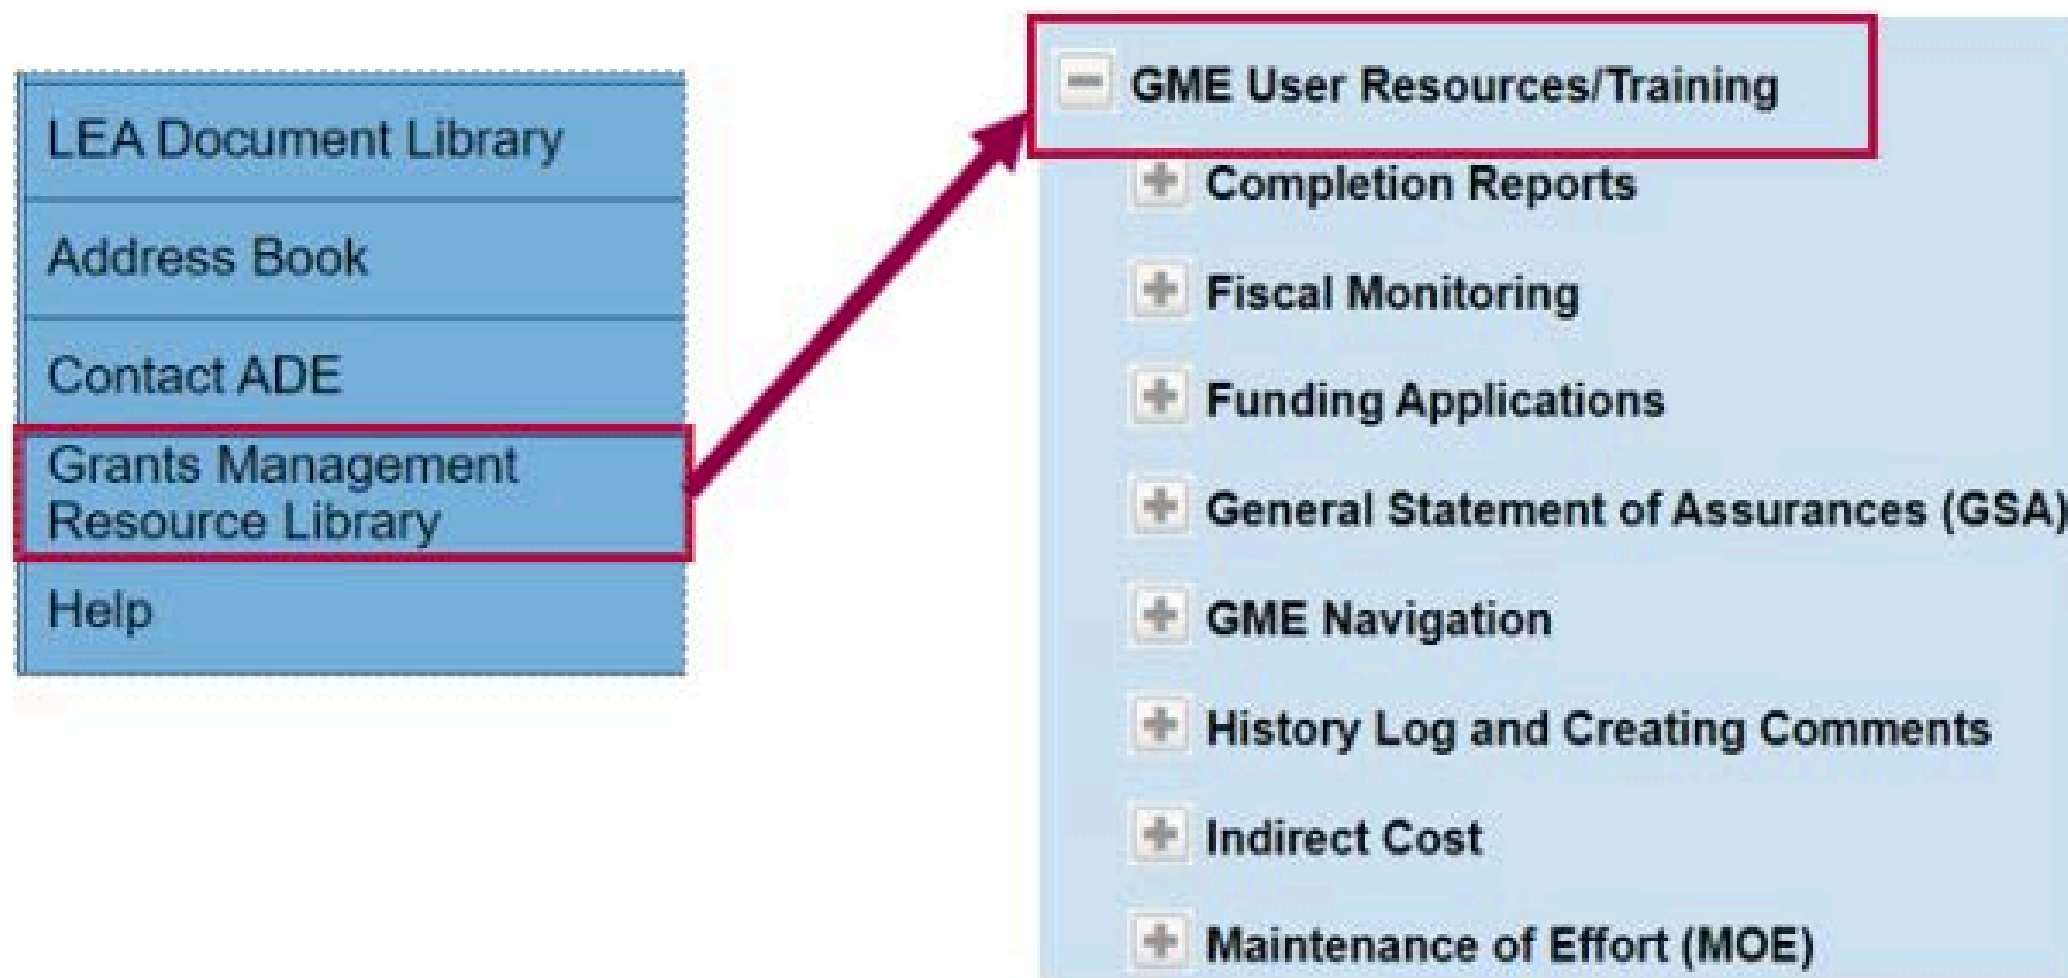 LEA Document Library
Address Book
Contact ADE
Grants Management
Resource Library
Help
GME User Resources/Training
Completion Reports
Fiscal Monitoring
Funding Applications
General Statement of Assurances (GSA)
GME Navigation
History Log and Creating Comments
Indirect Cost
Maintenance of Effort (MOE)